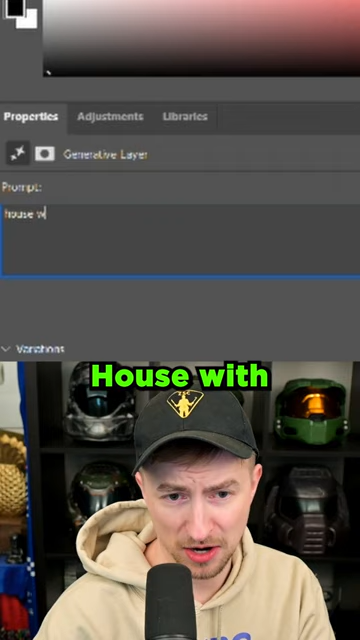 Properties Adjustments Libraries
Generative Layer
Prompt:
house w
Variations
House with